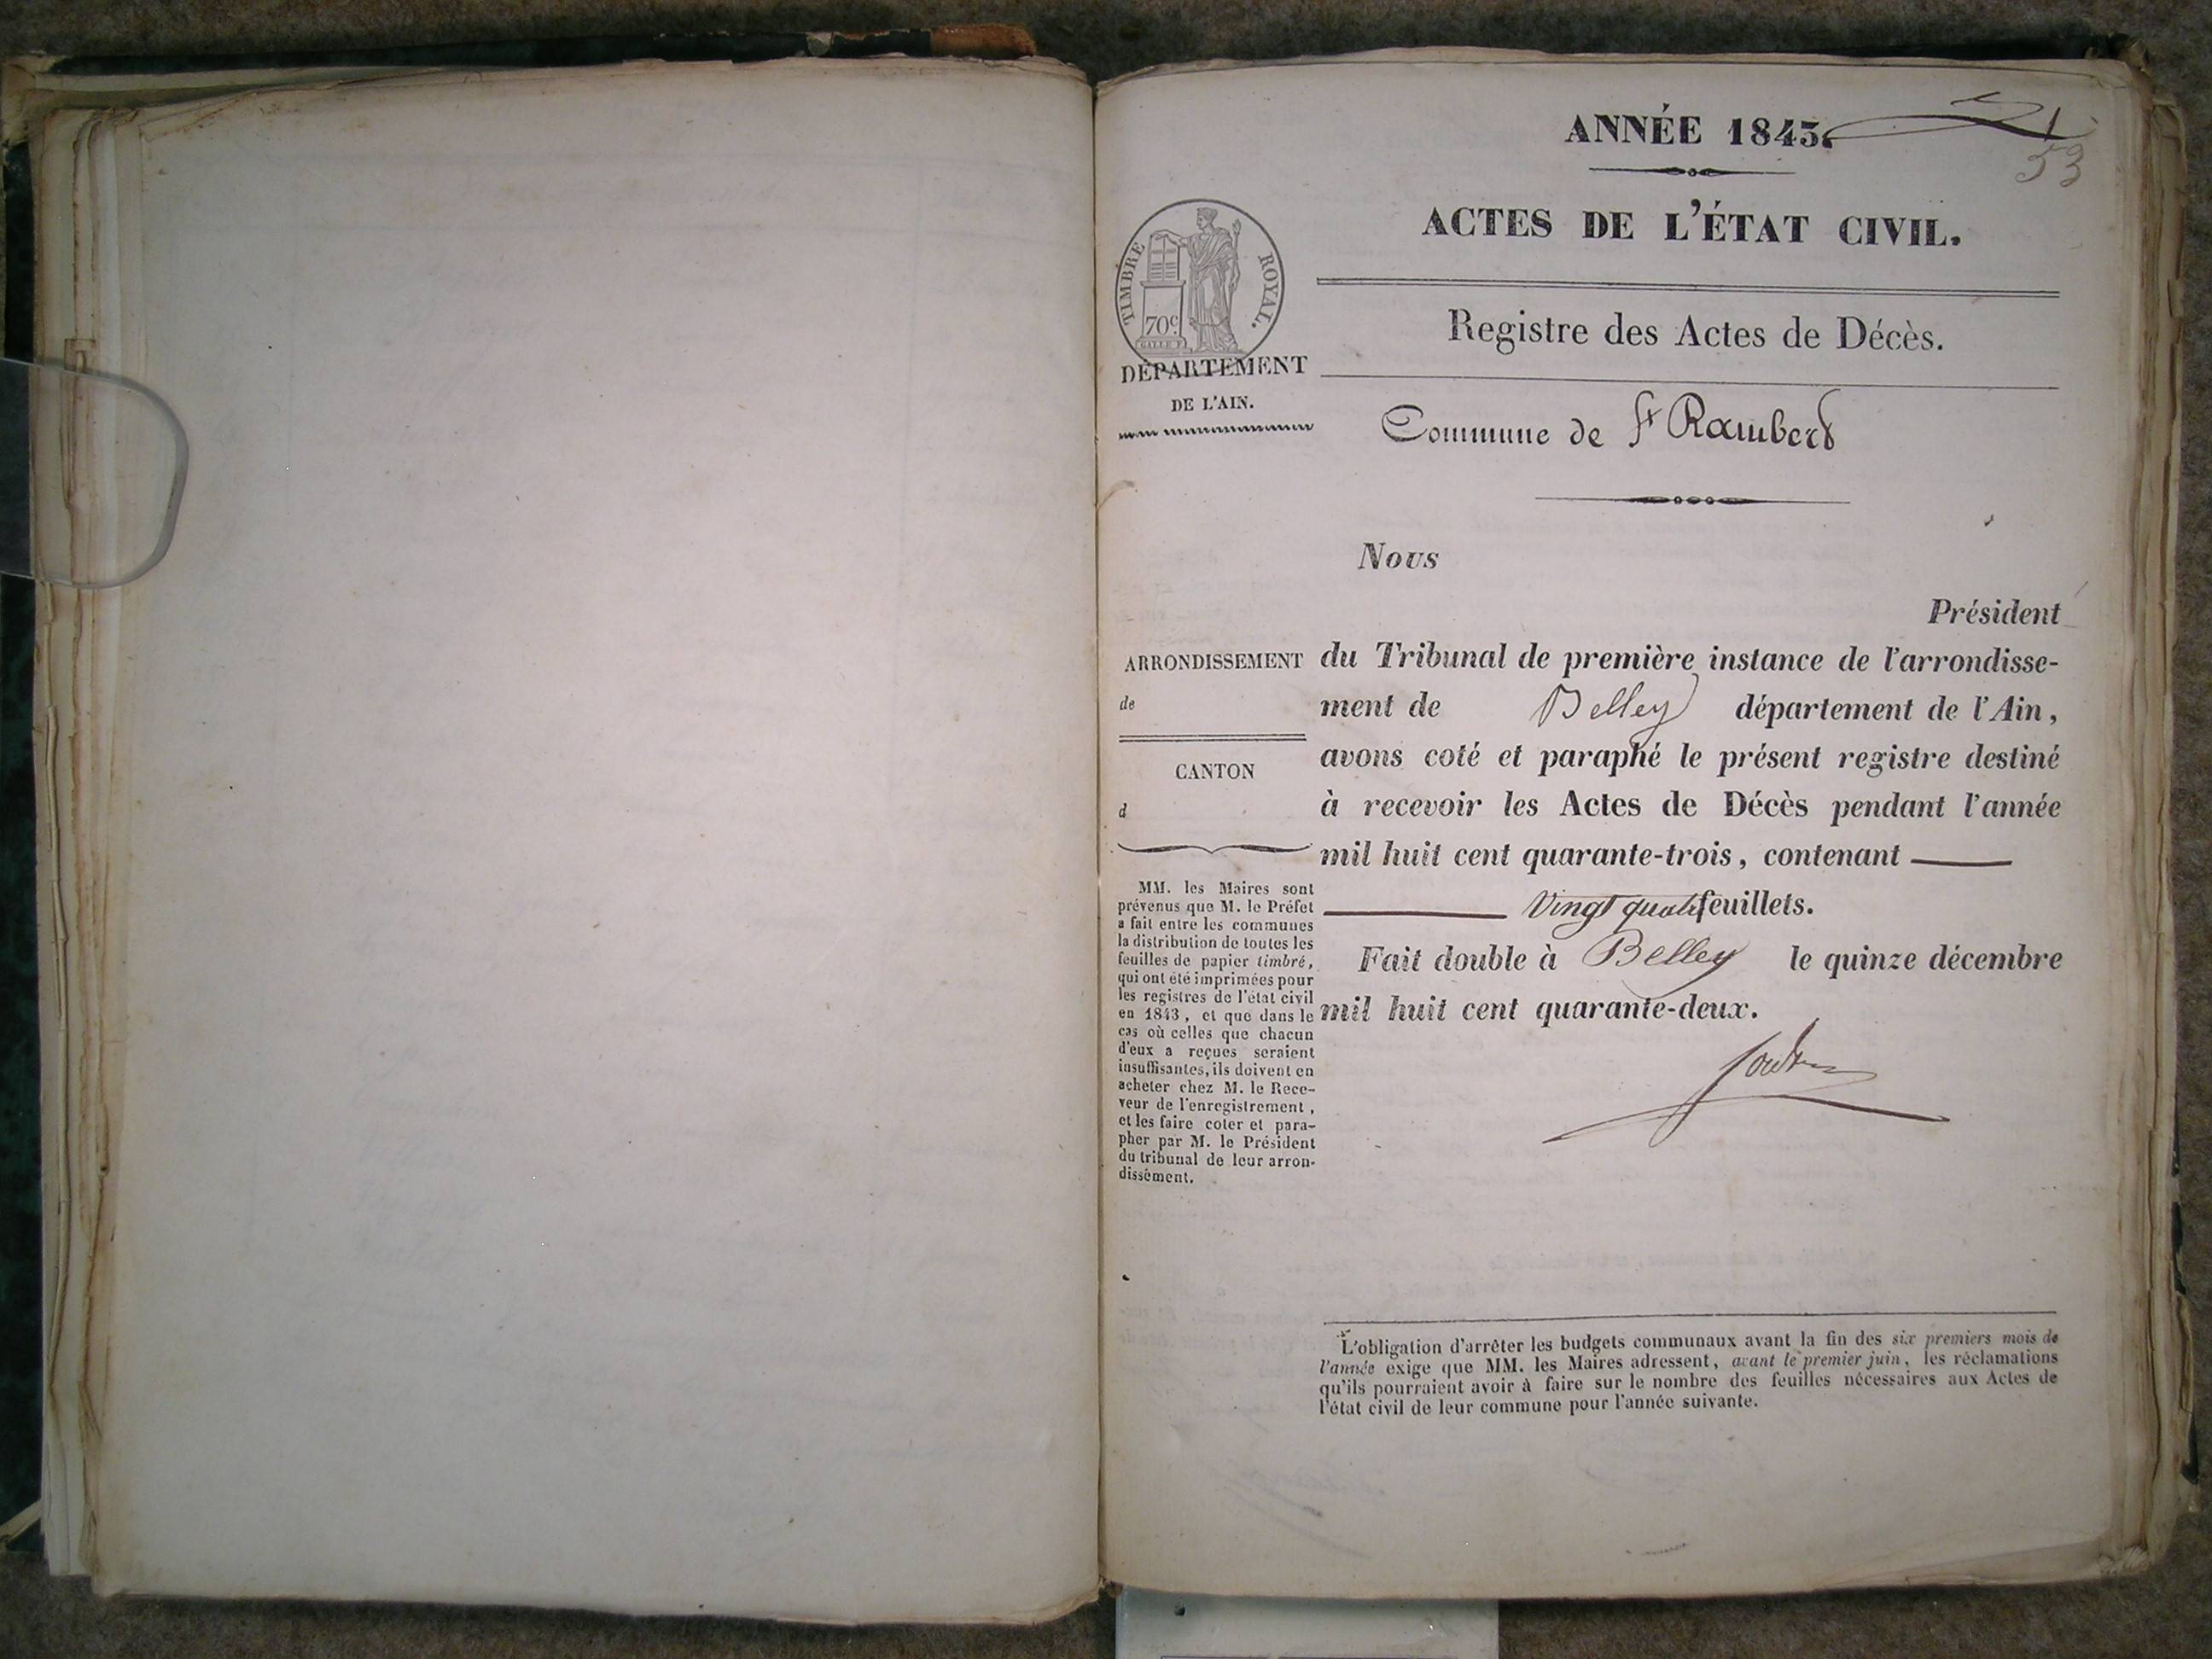 ANNÉE 1843.
1
53
ACTES DE L'ÉTAT CIVIL.
TIMBRE ROYAL.
70c
Registre des Actes de Décès.
DÉPARTEMENT
DE L'AIN.
Commune de St Rambert
Nous
Président
du Tribunal de première instance de l'arrondisse-
ment de Belley département de l'Ain,
avons coté et paraphé le présent registre destiné
à recevoir les Actes de Décès pendant l'année
mil huit cent quarante-trois, contenant
Vingt quatre feuillets.
Fait double à Belley le quinze décembre
mil huit cent quarante-deux.
ARRONDISSEMENT
de
CANTON
d
MM. les Maires sont
prévenus que M. le Préfet
a fait entre les communes
la distribution de toutes les
feuilles de papier timbré,
qui ont été imprimées pour
les registres de l'état civil
en 1843, et que dans le
cas où celles que chacun
d'eux a reçues seraient
insuffisantes, ils doivent en
acheter chez M. le Rece-
veur de l'enregistrement,
et les faire coter et para-
pher par M. le Président
du tribunal de leur arron-
dissement.
L'obligation d'arrêter les budgets communaux avant la fin des six premiers mois de
l'année exige que MM. les Maires adressent, avant le premier juin, les réclamations
qu'ils pourraient avoir à faire sur le nombre des feuilles nécessaires aux Actes de
l'état civil de leur commune pour l'année suivante.